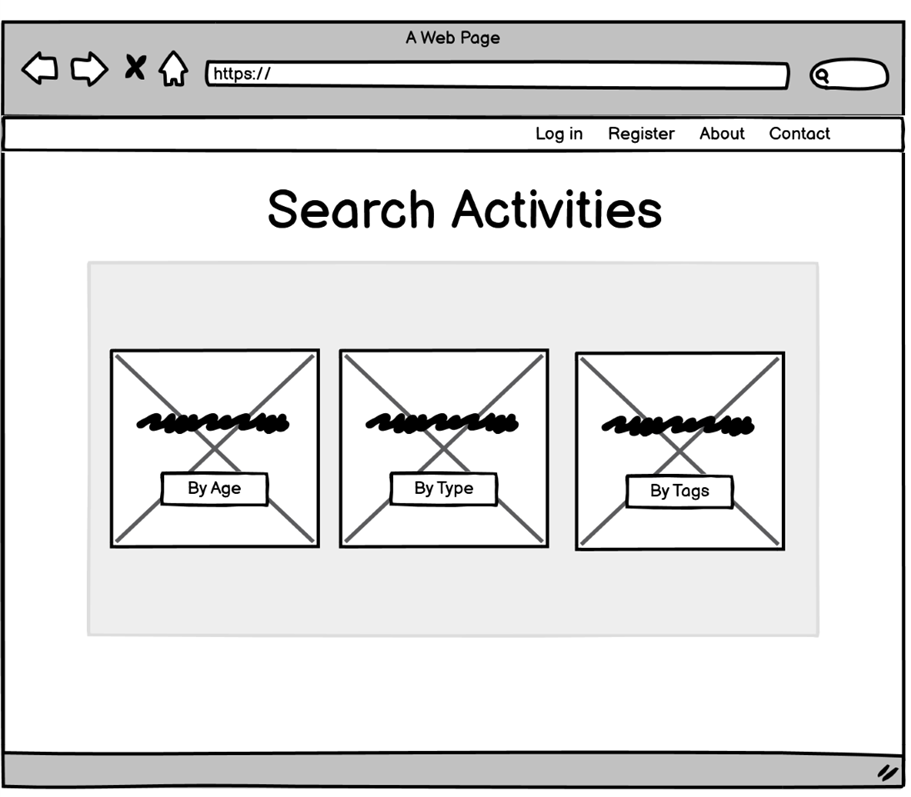 A Web Page
https://
Log in Register About Contact
Search Activities
By Age By Type By Tags